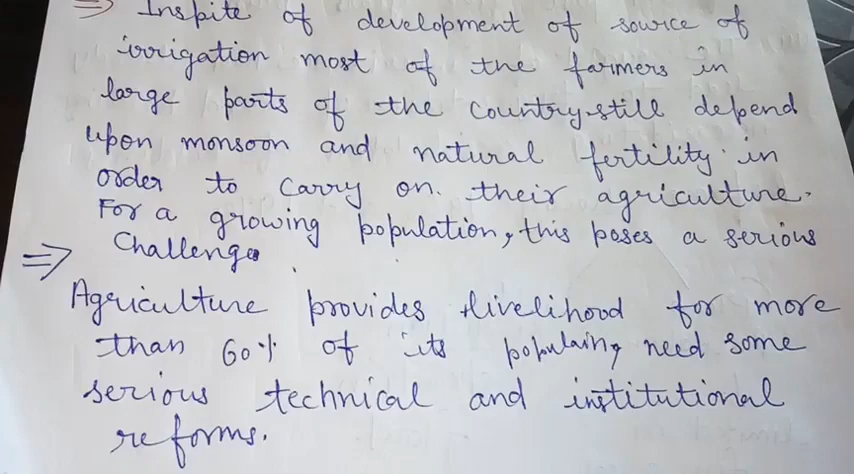 ⇒ Inspite of development of source of
irrigation most of the farmers in
large parts of the country still depend
upon monsoon and natural fertility in
order to carry on their agriculture.
For a growing population, this poses a serious
Challenge
⇒ Agriculture provides livelihood for more
than 60% of its need some
serious technical and institutional
reforms.